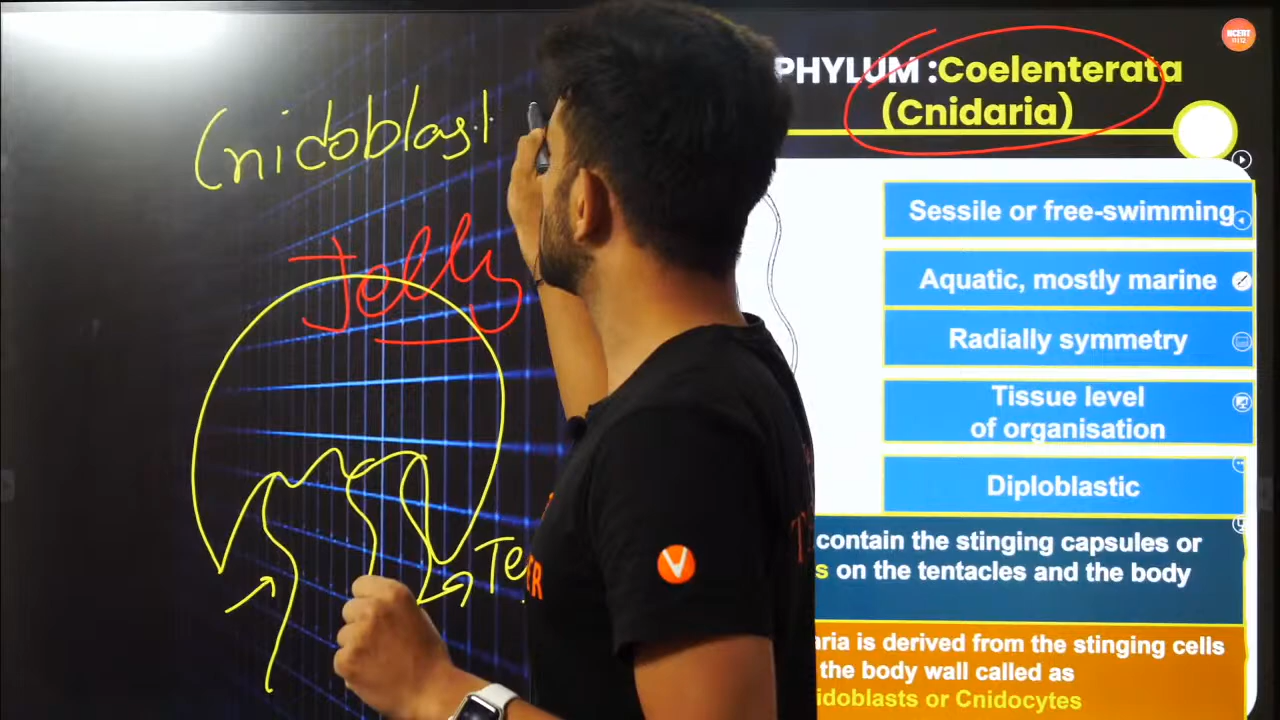 PHYLUM :Coelenterata
(Cnidaria)
Cnidoblast
Jelly
Te
Sessile or free-swimming
Aquatic, mostly marine
Radially symmetry
Tissue level
of organisation
Diploblastic
contain the stinging capsules or
s on the tentacles and the body
aria is derived from the stinging cells
the body wall called as
idoblasts or Cnidocytes